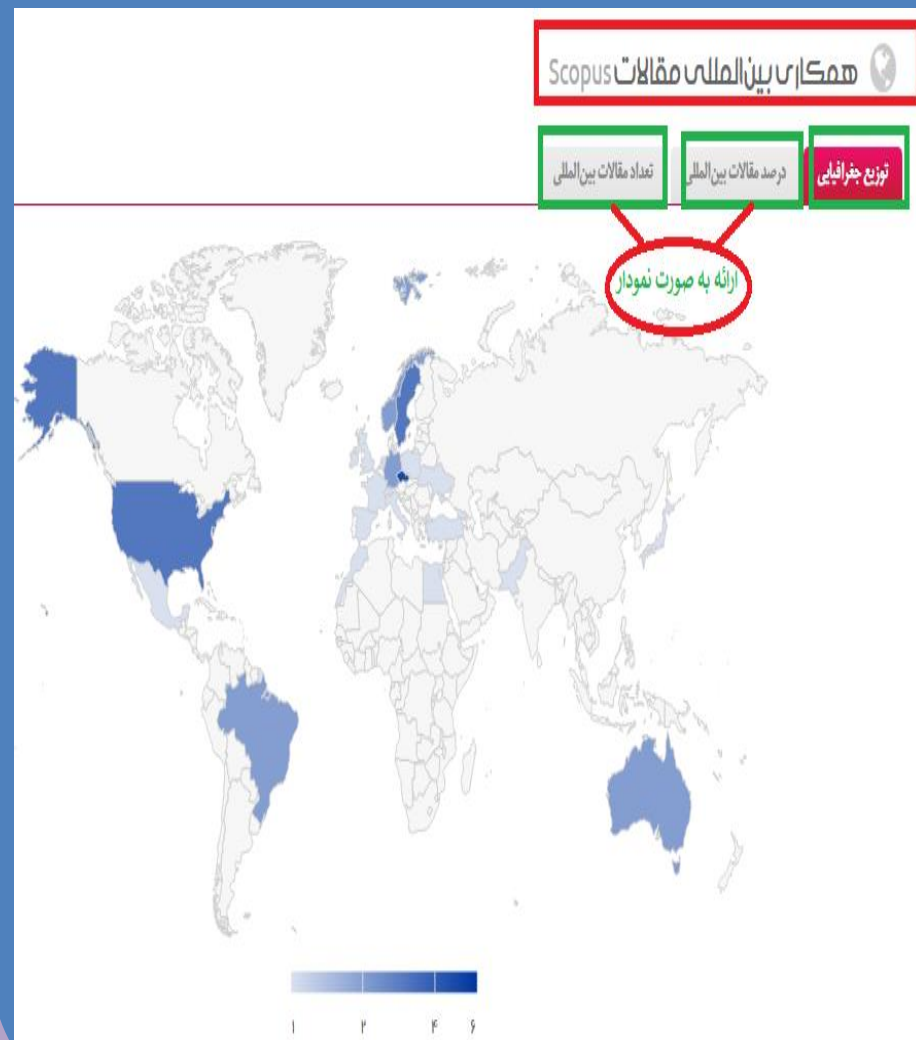 همکاری بین‌المللی مقالات Scopus
توزیع جغرافیایی درصد مقالات بین‌المللی تعداد مقالات بین‌المللی
ارائه به صورت نمودار
۱ ۲ ۴ ۶